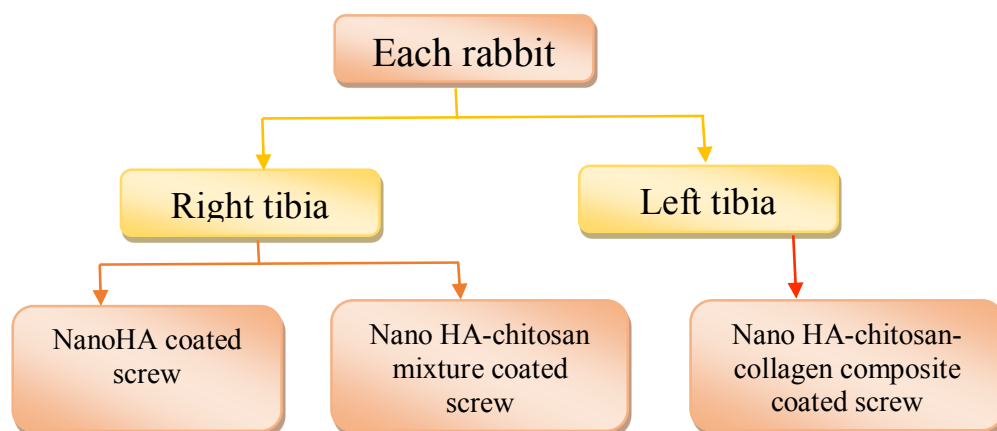 Each rabbit
Right tibia
Left tibia
NanoHA coated
screw
Nano HA-chitosan
mixture coated
screw
Nano HA-chitosan-
collagen composite
coated screw